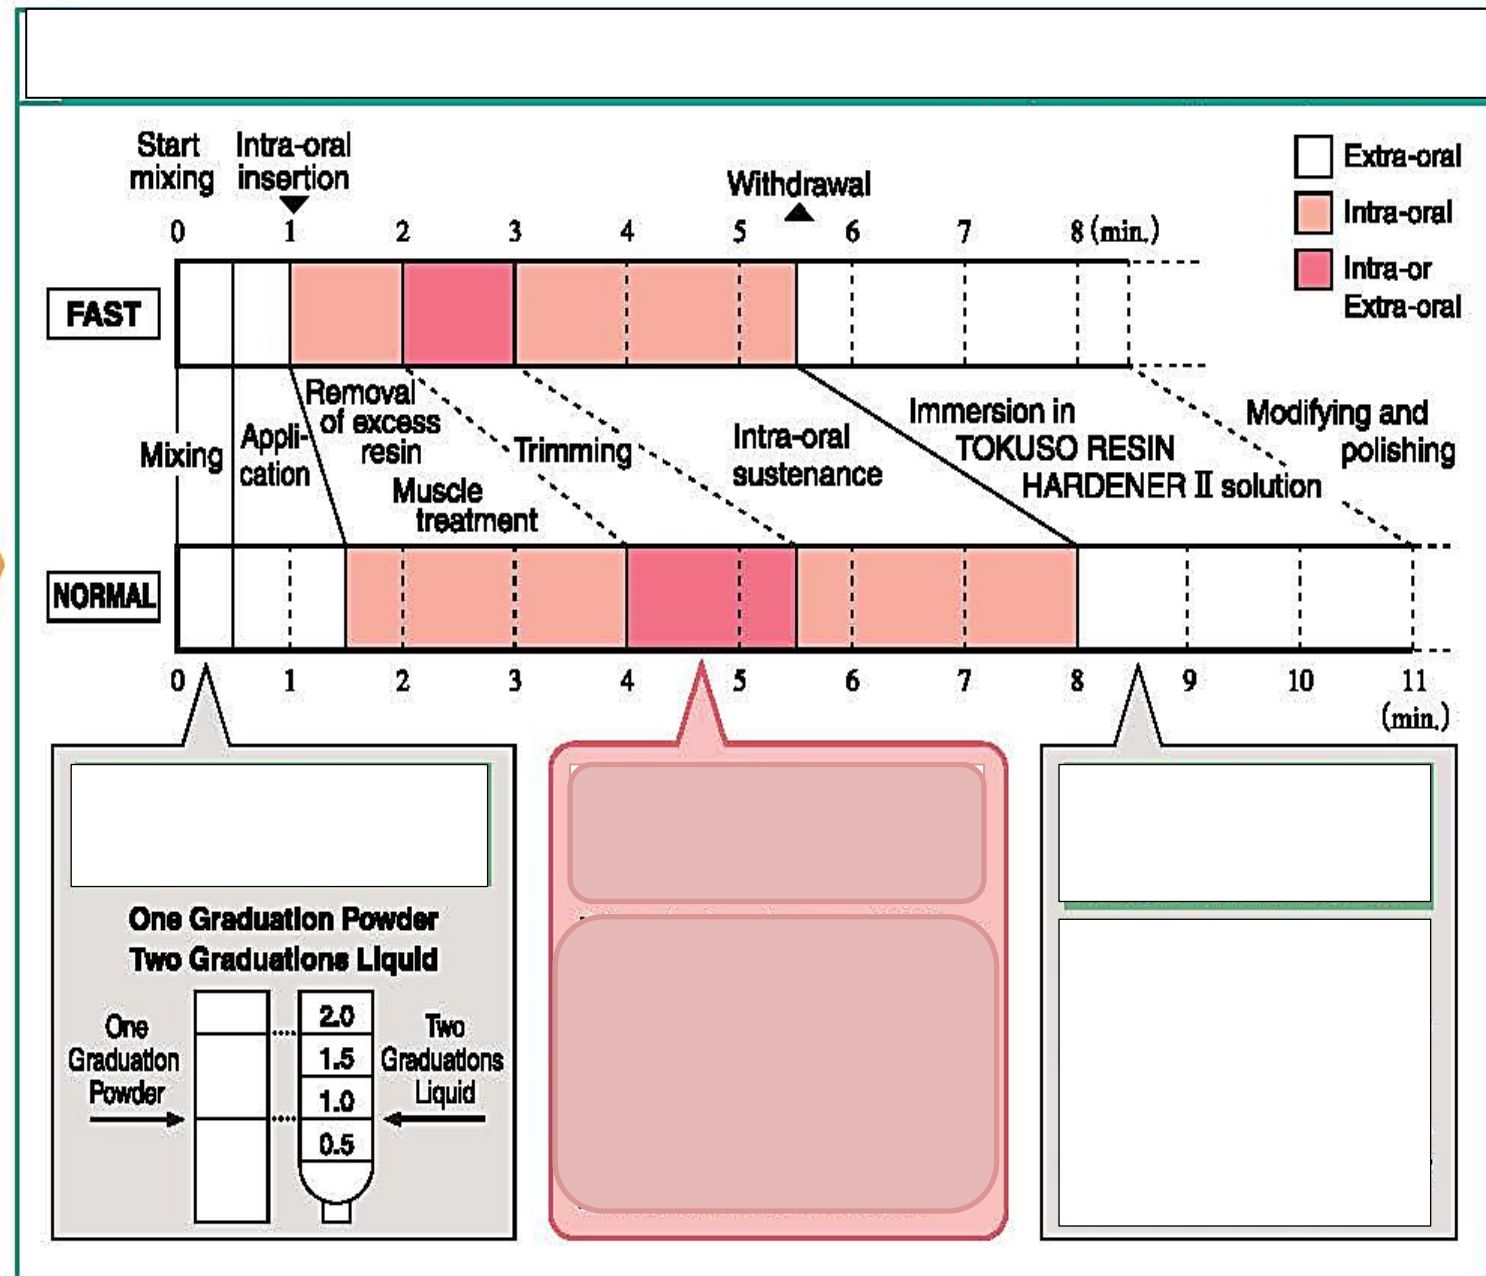 Start
mixing
Intra-oral
insertion
Withdrawal
Extra-oral
Intra-oral
Intra-or
Extra-oral
0 1 2 3 4 5 6 7 8 (min.)
FAST
Mixing
Appli-
cation
Removal
of excess
resin
Muscle
treatment
Trimming
Intra-oral
sustenance
Immersion in
TOKUSO RESIN
HARDENER II solution
Modifying and
polishing
NORMAL
0 1 2 3 4 5 6 7 8 9 10 11
(min.)
One Graduation Powder
Two Graduations Liquid
One
Graduation
Powder
2.0
1.5
1.0
0.5
Two
Graduations
Liquid